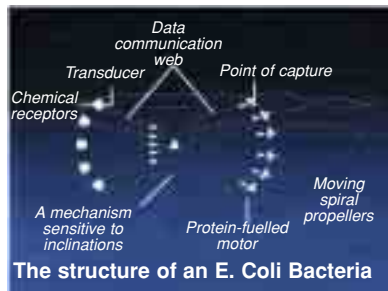 Data
communication
web
Transducer
Point of capture
Chemical
receptors
A mechanism
sensitive to
inclinations
Protein-fuelled
motor
Moving
spiral
propellers
The structure of an E. Coli Bacteria